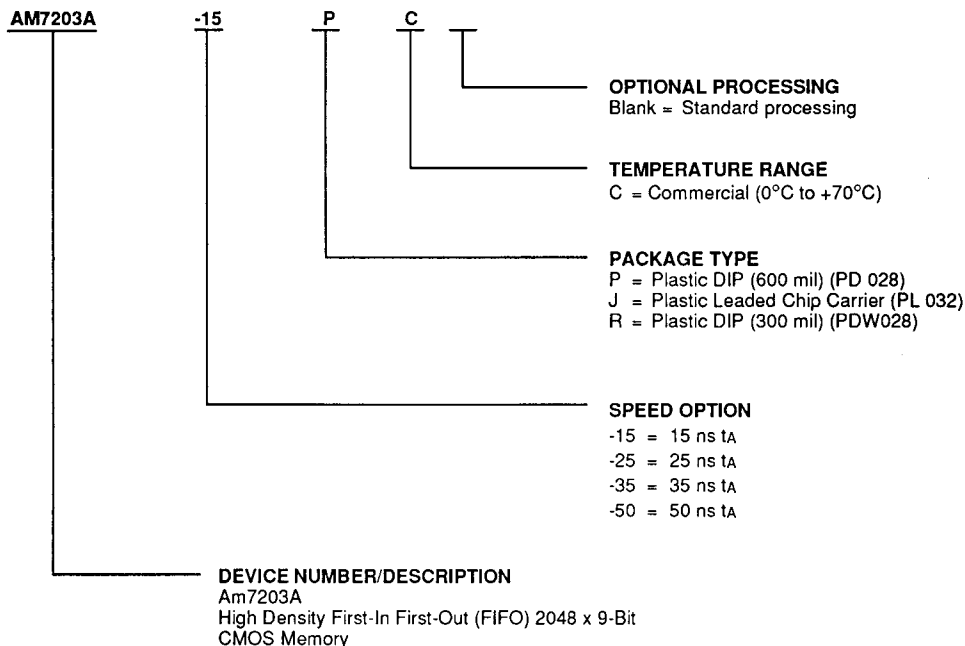 AM7203A -15 P C
OPTIONAL PROCESSING
Blank = Standard processing
TEMPERATURE RANGE
C = Commercial (0°C to +70°C)
PACKAGE TYPE
P = Plastic DIP (600 mil) (PD 028)
J = Plastic Leaded Chip Carrier (PL 032)
R = Plastic DIP (300 mil) (PDW028)
SPEED OPTION
-15 = 15 ns tA
-25 = 25 ns tA
-35 = 35 ns tA
-50 = 50 ns tA
DEVICE NUMBER/DESCRIPTION
Am7203A
High Density First-In First-Out (FIFO) 2048 x 9-Bit
CMOS Memory